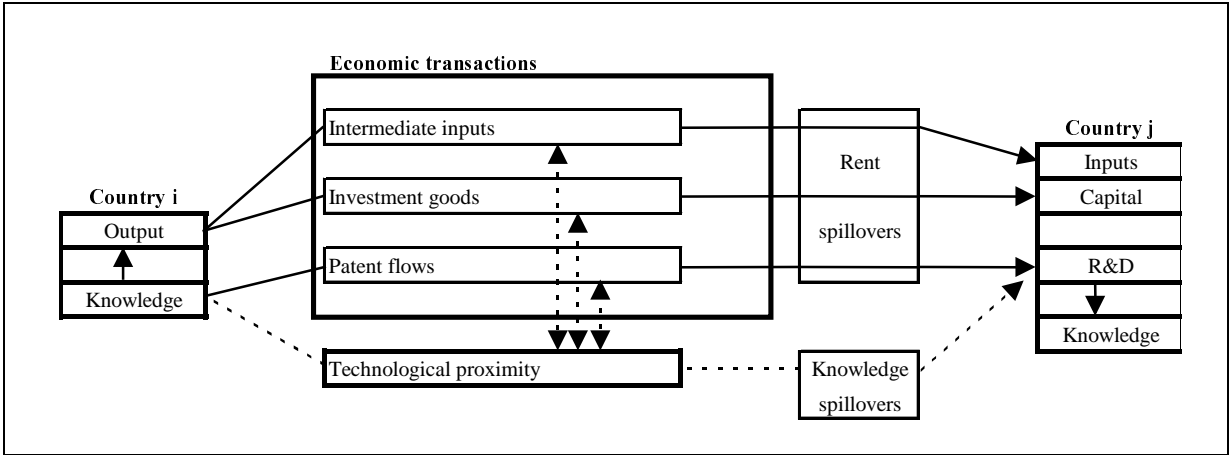 Economic transactions
Intermediate inputs
Investment goods
Patent flows
Technological proximity
Country i
Output
Knowledge
Rent
spillovers
Knowledge
spillovers
Country j
Inputs
Capital
R&D
Knowledge